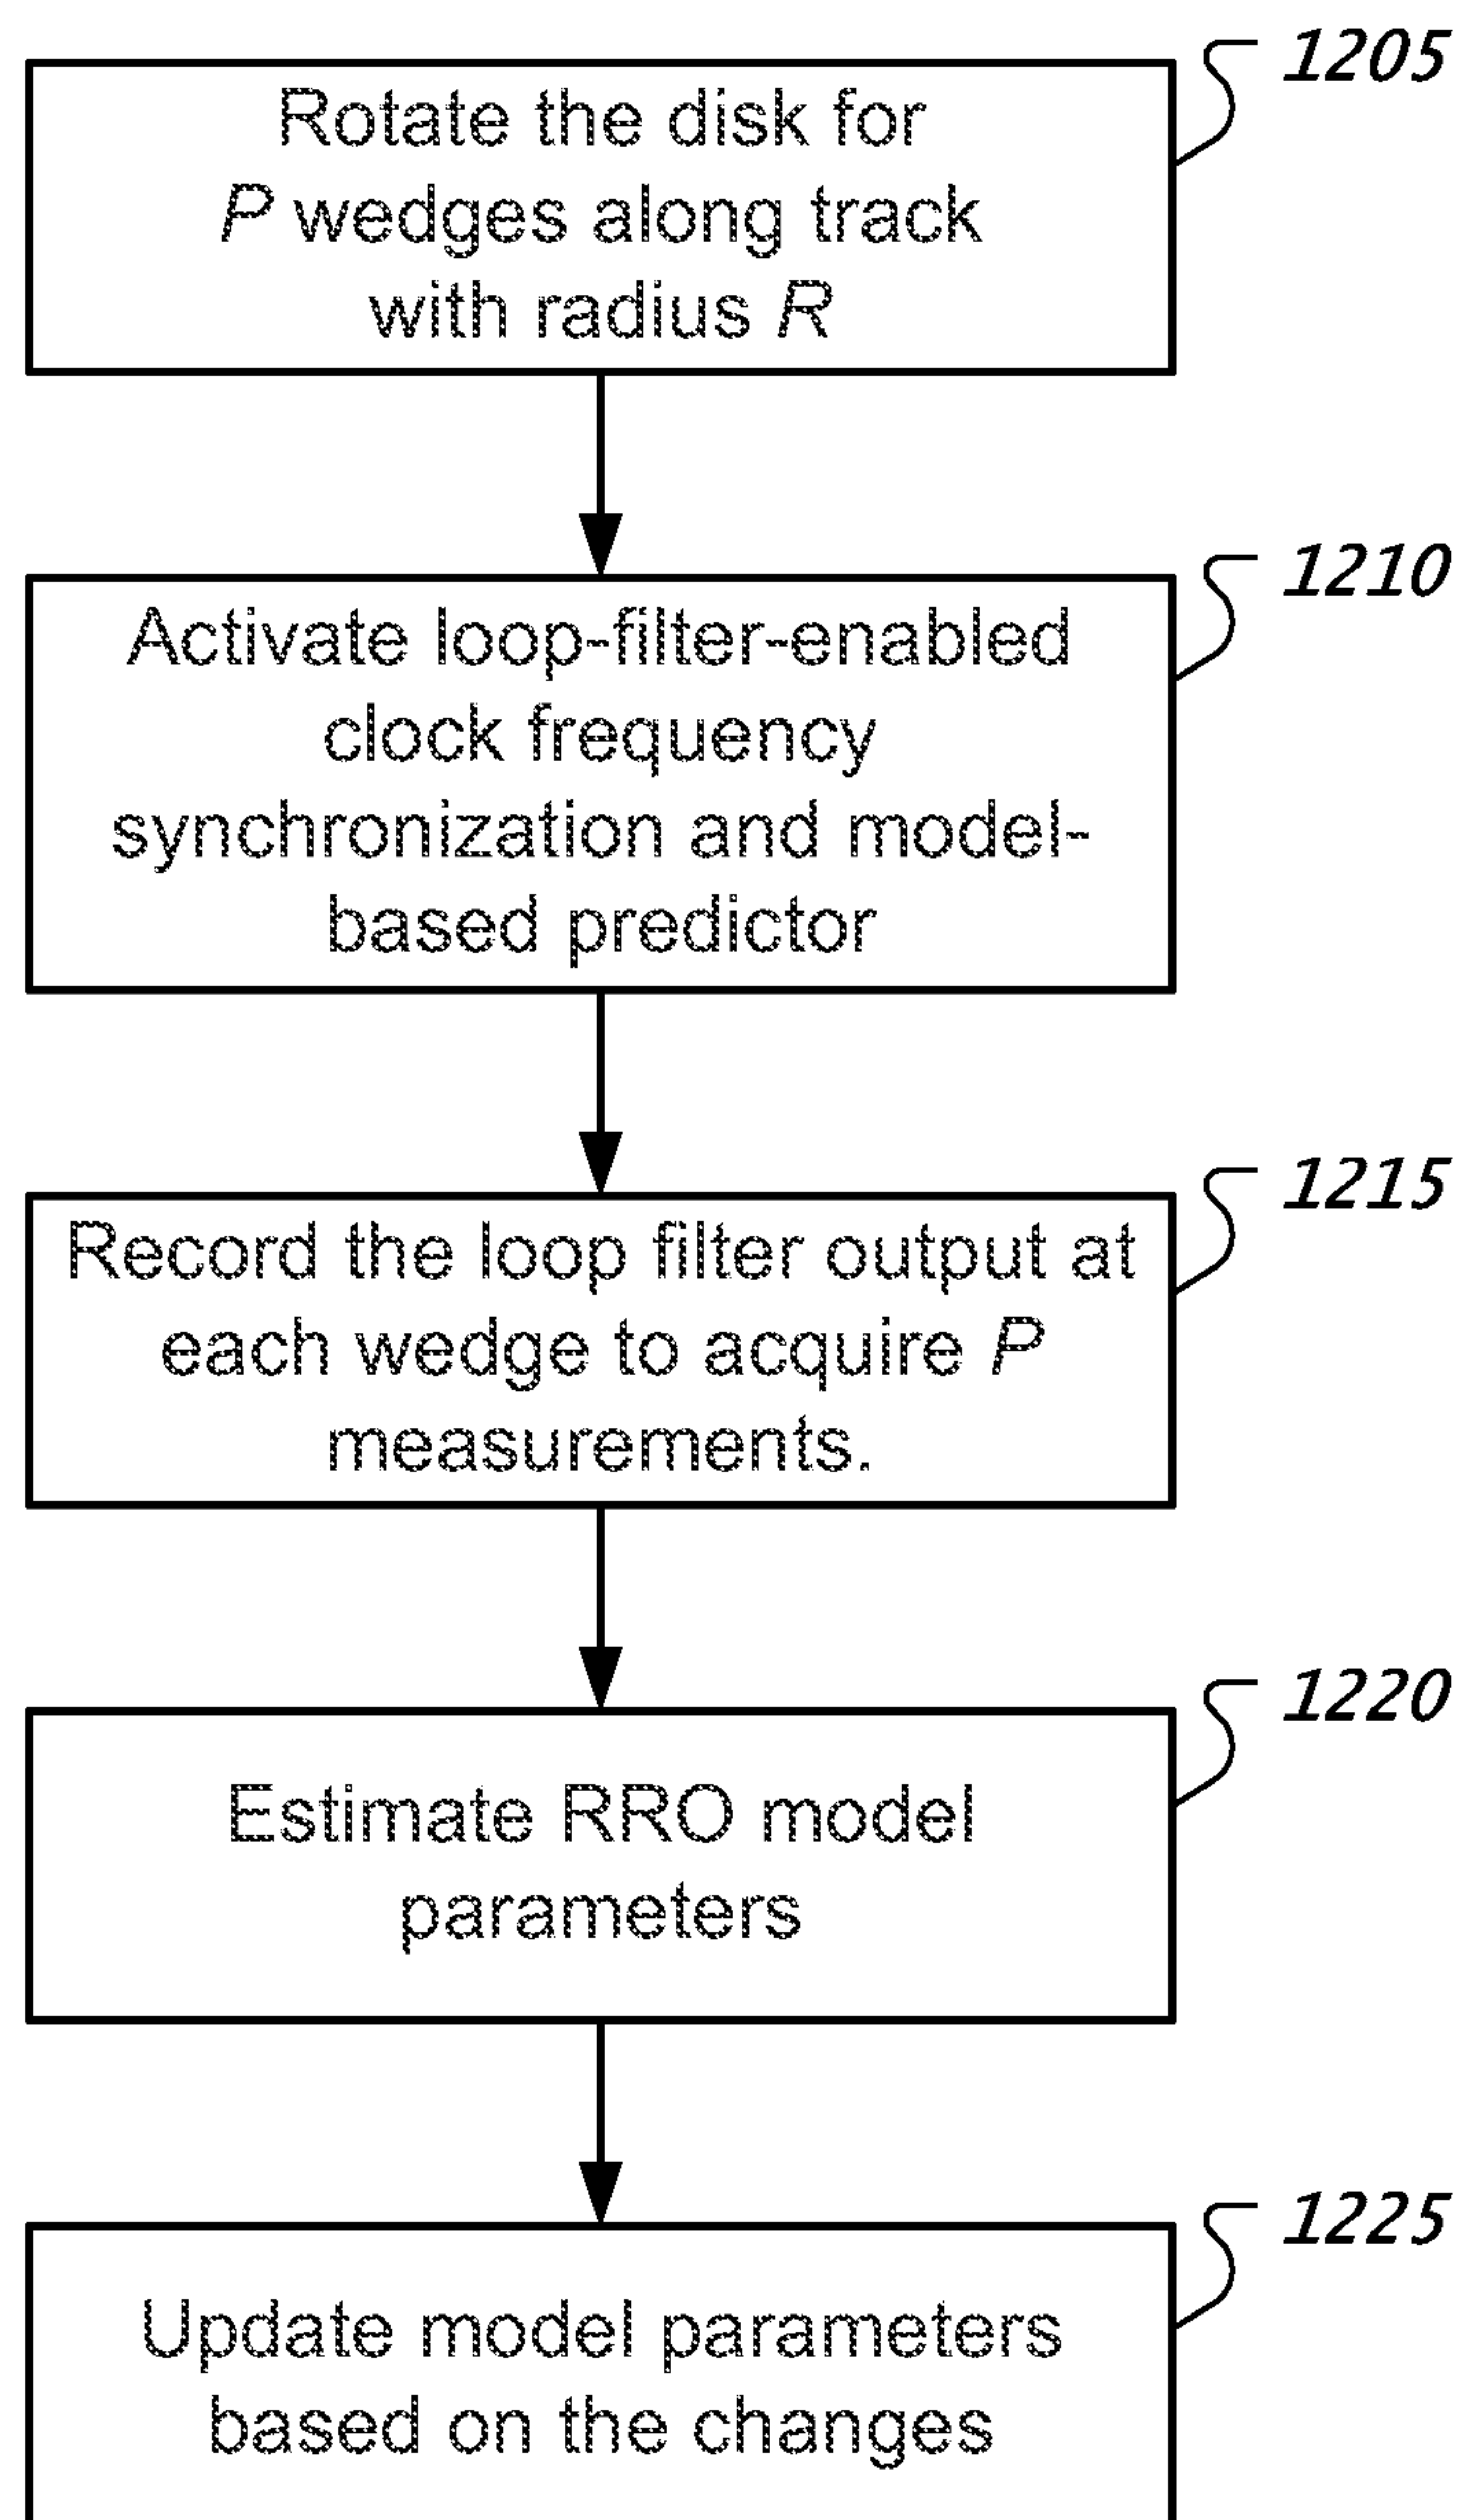 1205
Rotate the disk for
P wedges along track
with radius R
1210
Activate loop-filter-enabled
clock frequency
synchronization and model-
based predictor
1215
Record the loop filter output at
each wedge to acquire P
measurements.
1220
Estimate RRO model
parameters
1225
Update model parameters
based on the changes